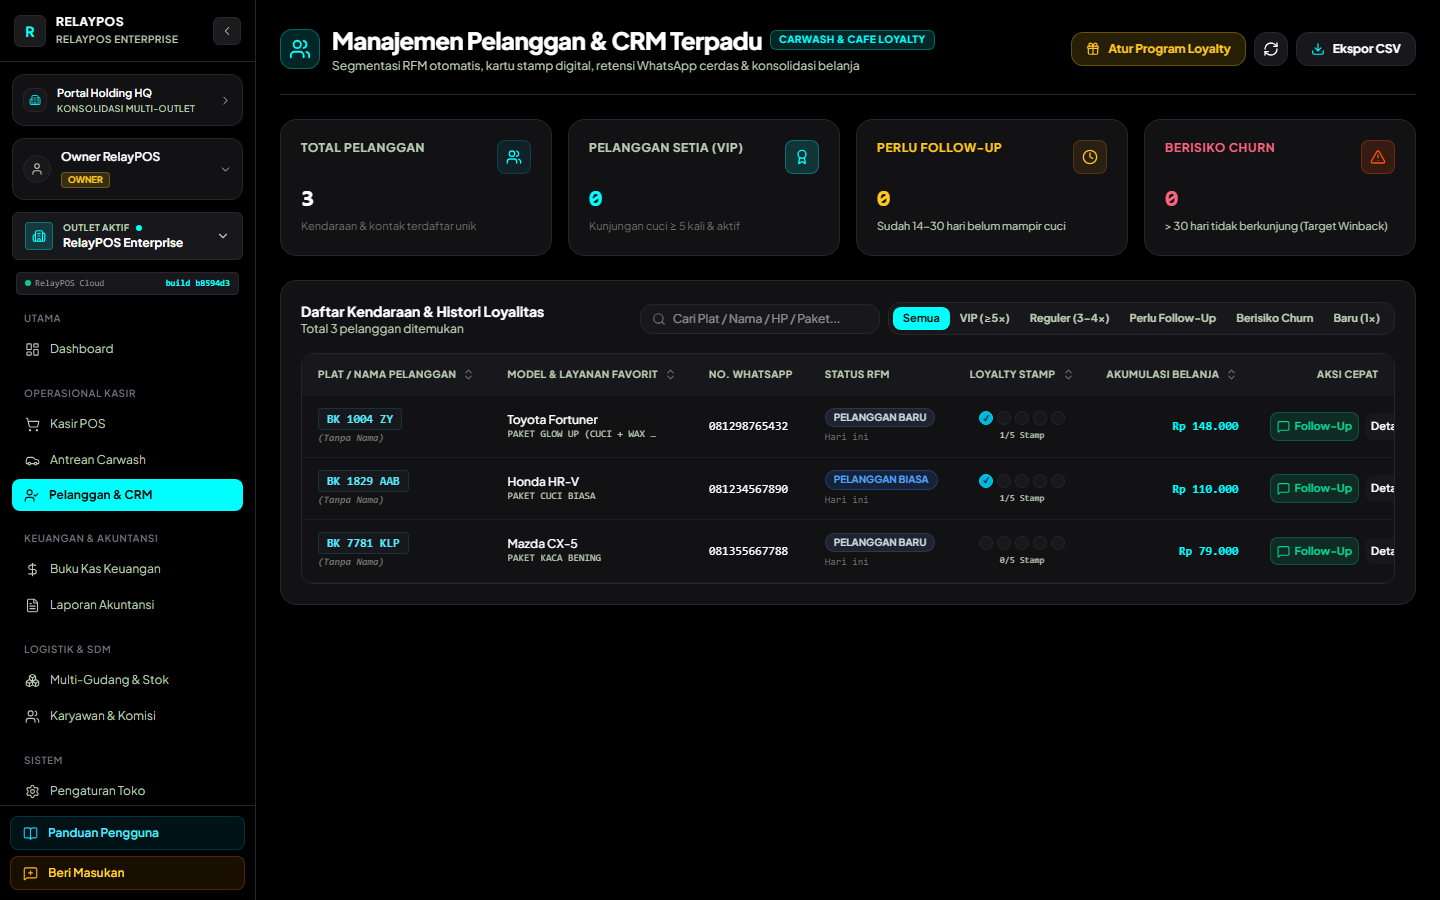 R
RELAYPOS
RELAYPOS ENTERPRISE
Portal Holding HQ
KONSOLIDASI MULTI-OUTLET
Owner RelayPOS
OWNER
OUTLET AKTIF
RelayPOS Enterprise
RelayPOS Cloud build b8594d3
UTAMA
Dashboard
OPERASIONAL KASIR
Kasir POS
Antrean Carwash
Pelanggan & CRM
KEUANGAN & AKUNTANSI
Buku Kas Keuangan
Laporan Akuntansi
LOGISTIK & SDM
Multi-Gudang & Stok
Karyawan & Komisi
SISTEM
Pengaturan Toko
Panduan Pengguna
Beri Masukan
Manajemen Pelanggan & CRM Terpadu CARWASH & CAFE LOYALTY
Segmentasi RFM otomatis, kartu stamp digital, retensi WhatsApp cerdas & konsolidasi belanja
Atur Program Loyalty
Ekspor CSV
TOTAL PELANGGAN
3
Kendaraan & kontak terdaftar unik
PELANGGAN SETIA (VIP)
0
Kunjungan cuci ≥ 5 kali & aktif
PERLU FOLLOW-UP
0
Sudah 14–30 hari belum mampir cuci
BERISIKO CHURN
0
> 30 hari tidak berkunjung (Target Winback)
Daftar Kendaraan & Histori Loyalitas
Total 3 pelanggan ditemukan
Cari Plat / Nama / HP / Paket...
Semua VIP (≥5x) Reguler (3-4x) Perlu Follow-Up Berisiko Churn Baru (1x)
PLAT / NAMA PELANGGAN MODEL & LAYANAN FAVORIT NO. WHATSAPP STATUS RFM LOYALTY STAMP AKUMULASI BELANJA AKSI CEPAT
BK 1004 ZY
(Tanpa Nama)
Toyota Fortuner
PAKET GLOW UP (CUCI + WAX …
081298765432
PELANGGAN BARU
Hari ini
1/5 Stamp
Rp 148.000
Follow-Up
Deta
BK 1829 AAB
(Tanpa Nama)
Honda HR-V
PAKET CUCI BIASA
081234567890
PELANGGAN BIASA
Hari ini
1/5 Stamp
Rp 110.000
Follow-Up
Deta
BK 7781 KLP
(Tanpa Nama)
Mazda CX-5
PAKET KACA BENING
081355667788
PELANGGAN BARU
Hari ini
0/5 Stamp
Rp 79.000
Follow-Up
Deta